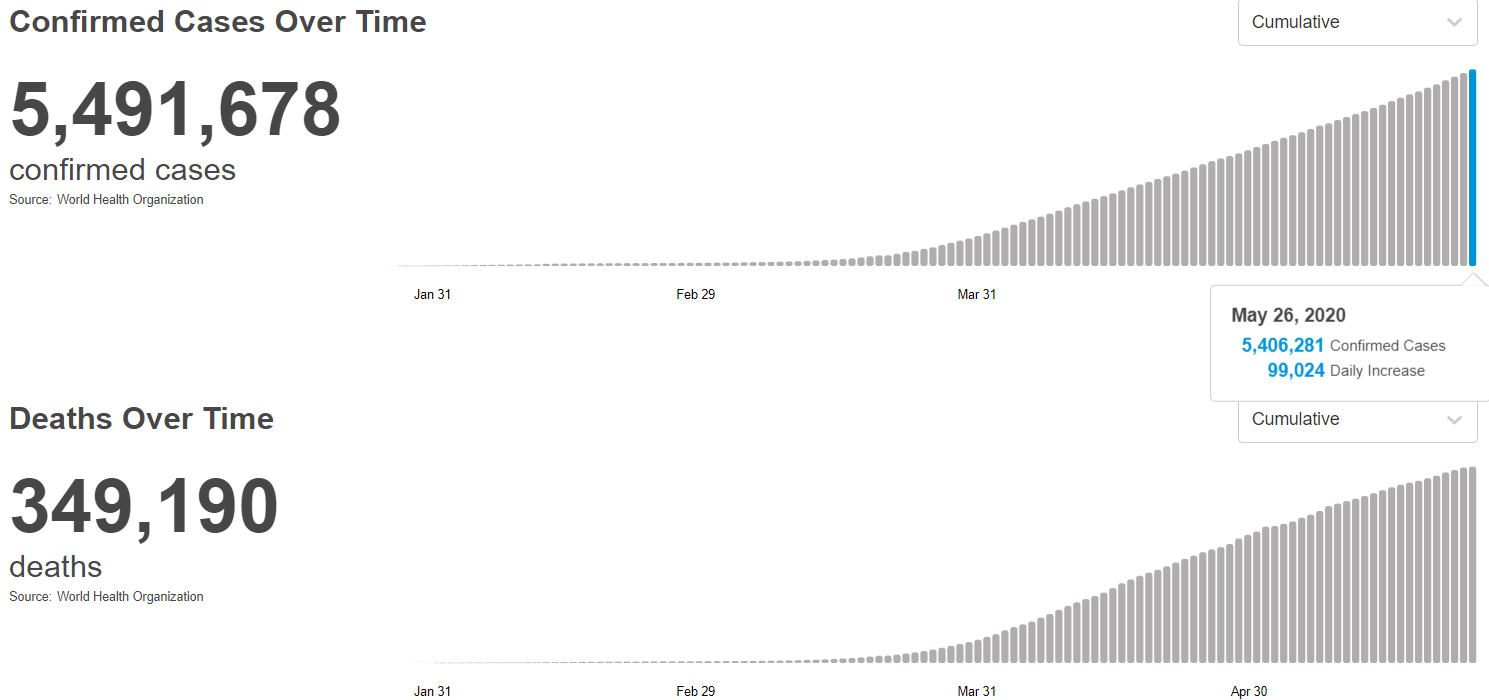 Confirmed Cases Over Time
Cumulative
5,491,678
confirmed cases
Source: World Health Organization
Jan 31
Feb 29
Mar 31
May 26, 2020
5,406,281 Confirmed Cases
99,024 Daily Increase
Deaths Over Time
Cumulative
349,190
deaths
Source: World Health Organization
Jan 31
Feb 29
Mar 31
Apr 30